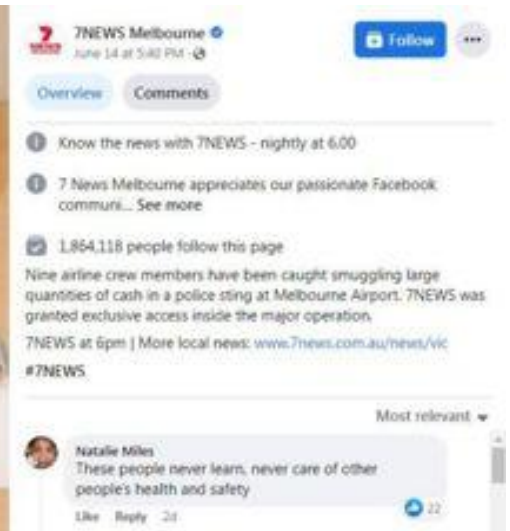 7NEWS Melbourne
June 14 at 5:40 PM
Follow
Overview
Comments
Know the news with 7NEWS - nightly at 6.00
7 News Melbourne appreciates our passionate Facebook
communi... See more
1,864,118 people follow this page
Nine airline crew members have been caught smuggling large
quantities of cash in a police sting at Melbourne Airport. 7NEWS was
granted exclusive access inside the major operation.
7NEWS at 6pm | More local news: www.7news.com.au/news/vic
#7NEWS
Most relevant
Natalie Miles
These people never learn, never care of other
people's health and safety
22
Like Reply 2d